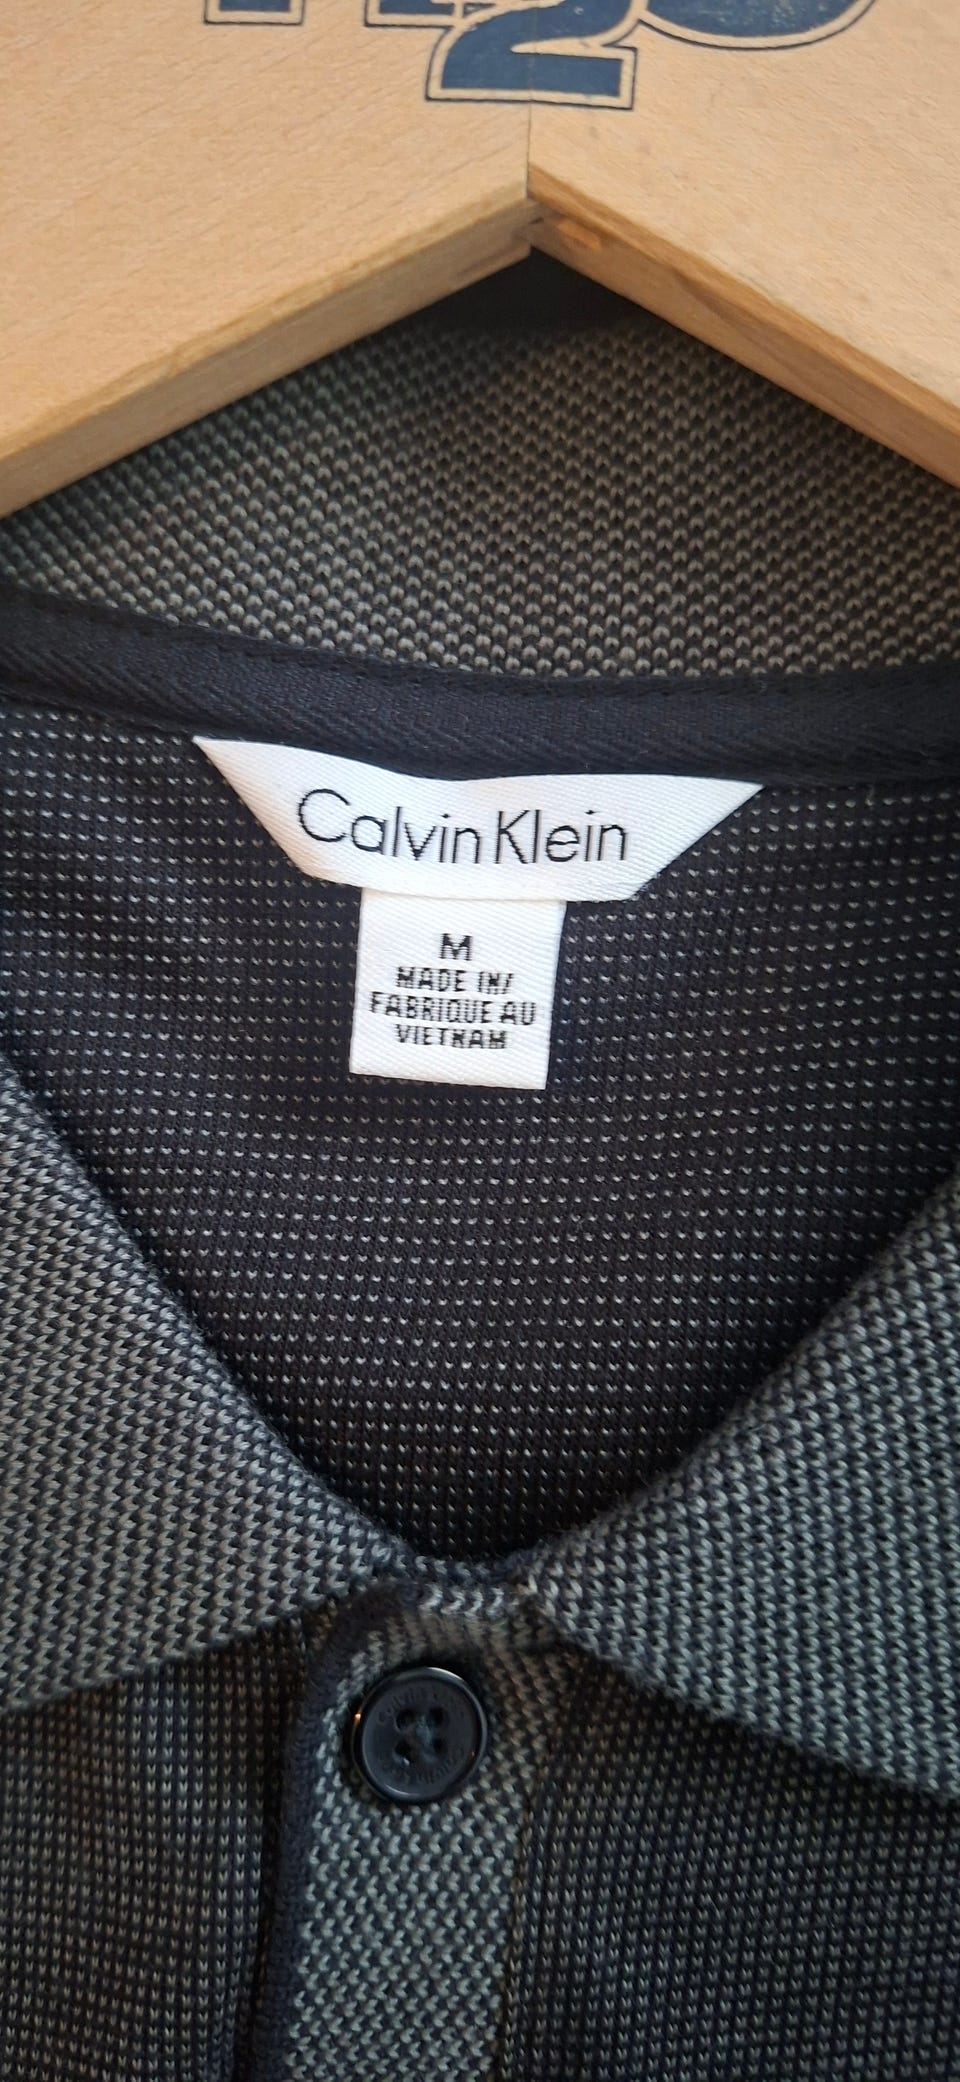 Calvin Klein
M
MADE IN/
FABRIQUE AU
VIETNAM